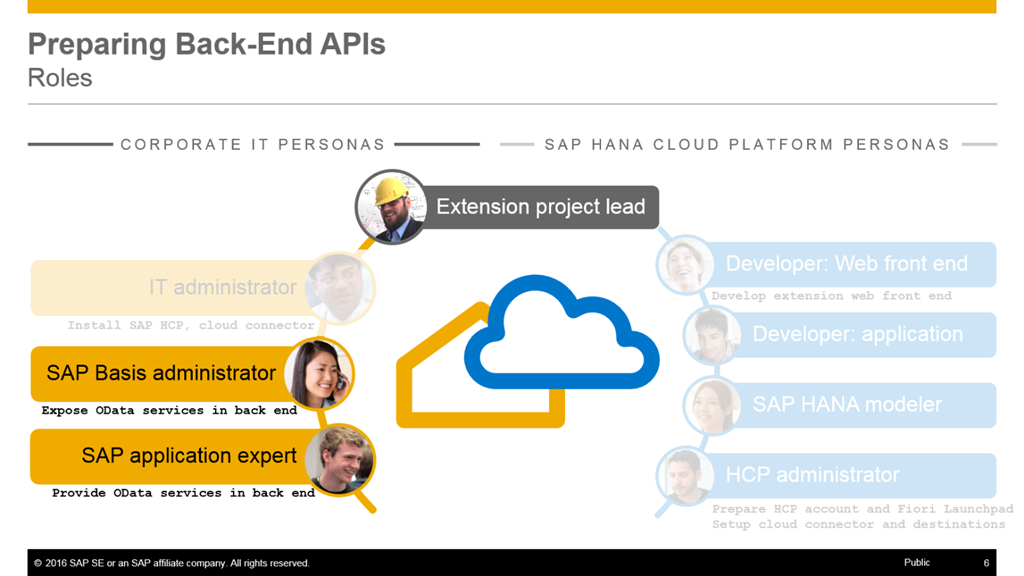 Preparing Back-End APIs
Roles
CORPORATE IT PERSONAS
SAP HANA CLOUD PLATFORM PERSONAS
Extension project lead
IT administrator
Install SAP HCP, cloud connector
SAP Basis administrator
Expose OData services in back end
SAP application expert
Provide OData services in back end
Developer: Web front end
Develop extension web front end
Developer: application
SAP HANA modeler
HCP administrator
Prepare HCP account and Fiori Launchpad
Setup cloud connector and destinations
© 2016 SAP SE or an SAP affiliate company. All rights reserved.
Public
6